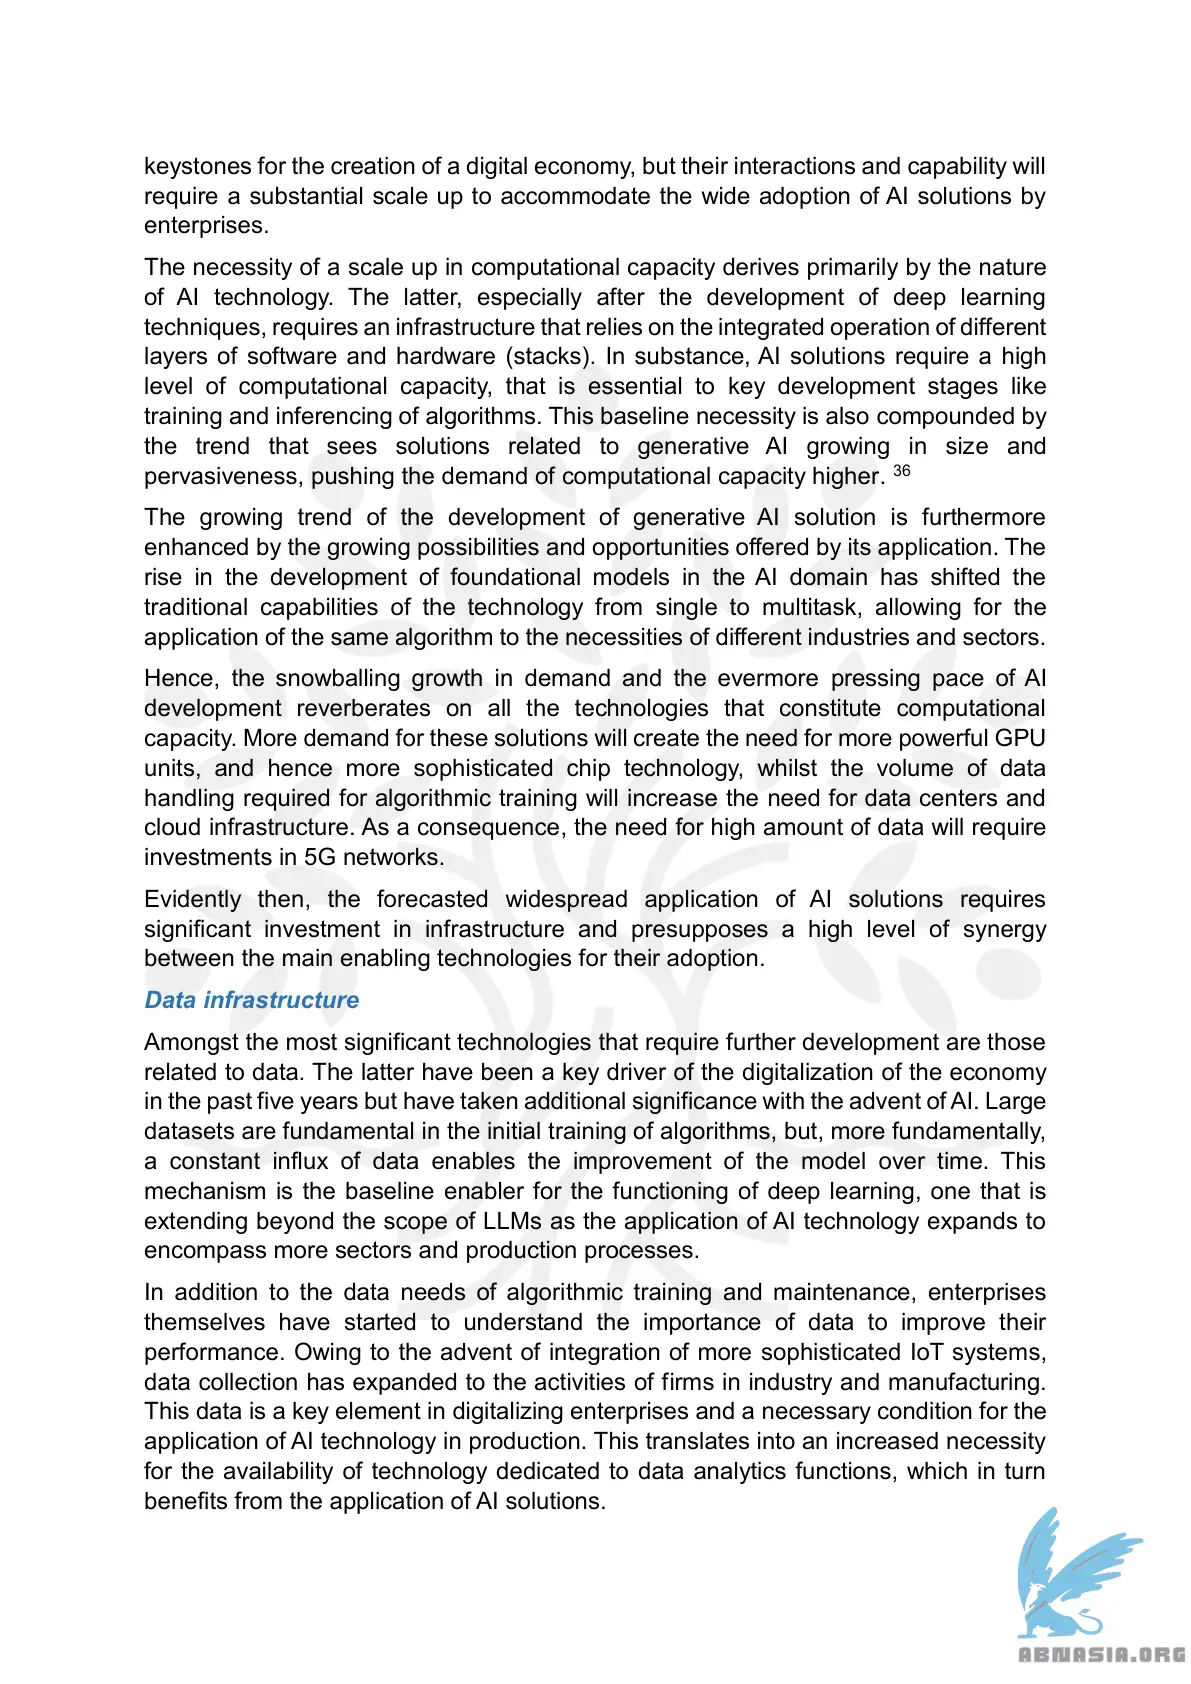 keystones for the creation of a digital economy, but their interactions and capability will
require a substantial scale up to accommodate the wide adoption of AI solutions by
enterprises.
The necessity of a scale up in computational capacity derives primarily by the nature
of AI technology. The latter, especially after the development of deep learning
techniques, requires an infrastructure that relies on the integrated operation of different
layers of software and hardware (stacks). In substance, AI solutions require a high
level of computational capacity, that is essential to key development stages like
training and inferencing of algorithms. This baseline necessity is also compounded by
the trend that sees solutions related to generative AI growing in size and
pervasiveness, pushing the demand of computational capacity higher. 36
The growing trend of the development of generative AI solution is furthermore
enhanced by the growing possibilities and opportunities offered by its application. The
rise in the development of foundational models in the AI domain has shifted the
traditional capabilities of the technology from single to multitask, allowing for the
application of the same algorithm to the necessities of different industries and sectors.
Hence, the snowballing growth in demand and the evermore pressing pace of AI
development reverberates on all the technologies that constitute computational
capacity. More demand for these solutions will create the need for more powerful GPU
units, and hence more sophisticated chip technology, whilst the volume of data
handling required for algorithmic training will increase the need for data centers and
cloud infrastructure. As a consequence, the need for high amount of data will require
investments in 5G networks.
Evidently then, the forecasted widespread application of AI solutions requires
significant investment in infrastructure and presupposes a high level of synergy
between the main enabling technologies for their adoption.
Data infrastructure
Amongst the most significant technologies that require further development are those
related to data. The latter have been a key driver of the digitalization of the economy
in the past five years but have taken additional significance with the advent of AI. Large
datasets are fundamental in the initial training of algorithms, but, more fundamentally,
a constant influx of data enables the improvement of the model over time. This
mechanism is the baseline enabler for the functioning of deep learning, one that is
extending beyond the scope of LLMs as the application of AI technology expands to
encompass more sectors and production processes.
In addition to the data needs of algorithmic training and maintenance, enterprises
themselves have started to understand the importance of data to improve their
performance. Owing to the advent of integration of more sophisticated IoT systems,
data collection has expanded to the activities of firms in industry and manufacturing.
This data is a key element in digitalizing enterprises and a necessary condition for the
application of AI technology in production. This translates into an increased necessity
for the availability of technology dedicated to data analytics functions, which in turn
benefits from the application of AI solutions.
ABNASIA.ORG